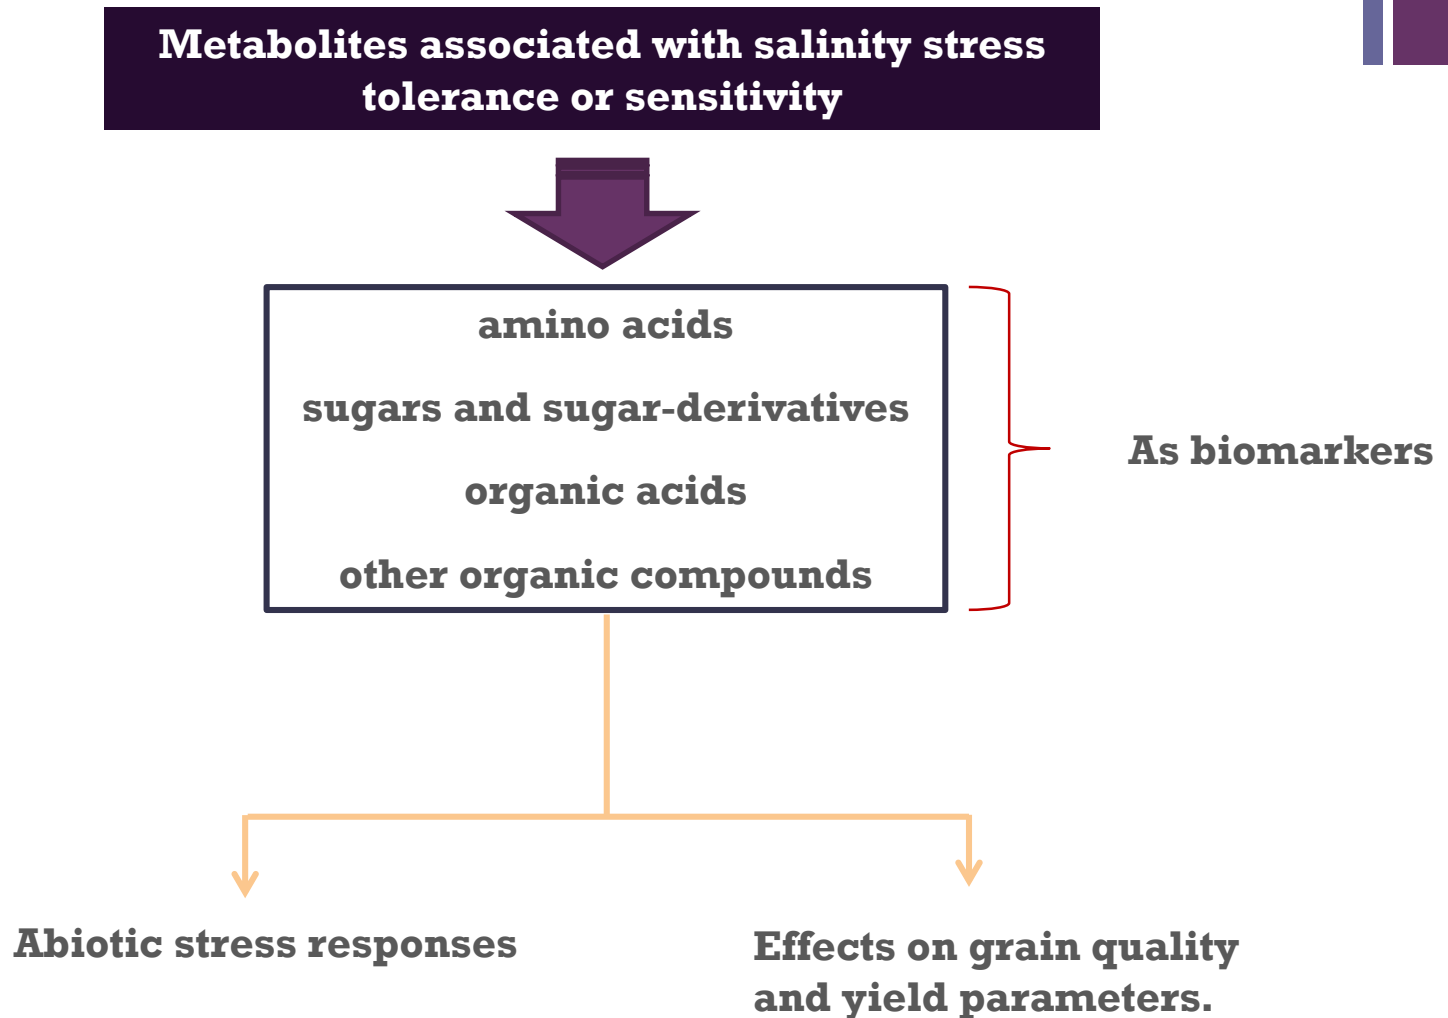 Metabolites associated with salinity stress
tolerance or sensitivity
amino acids
sugars and sugar-derivatives
organic acids
other organic compounds
As biomarkers
Abiotic stress responses
Effects on grain quality
and yield parameters.